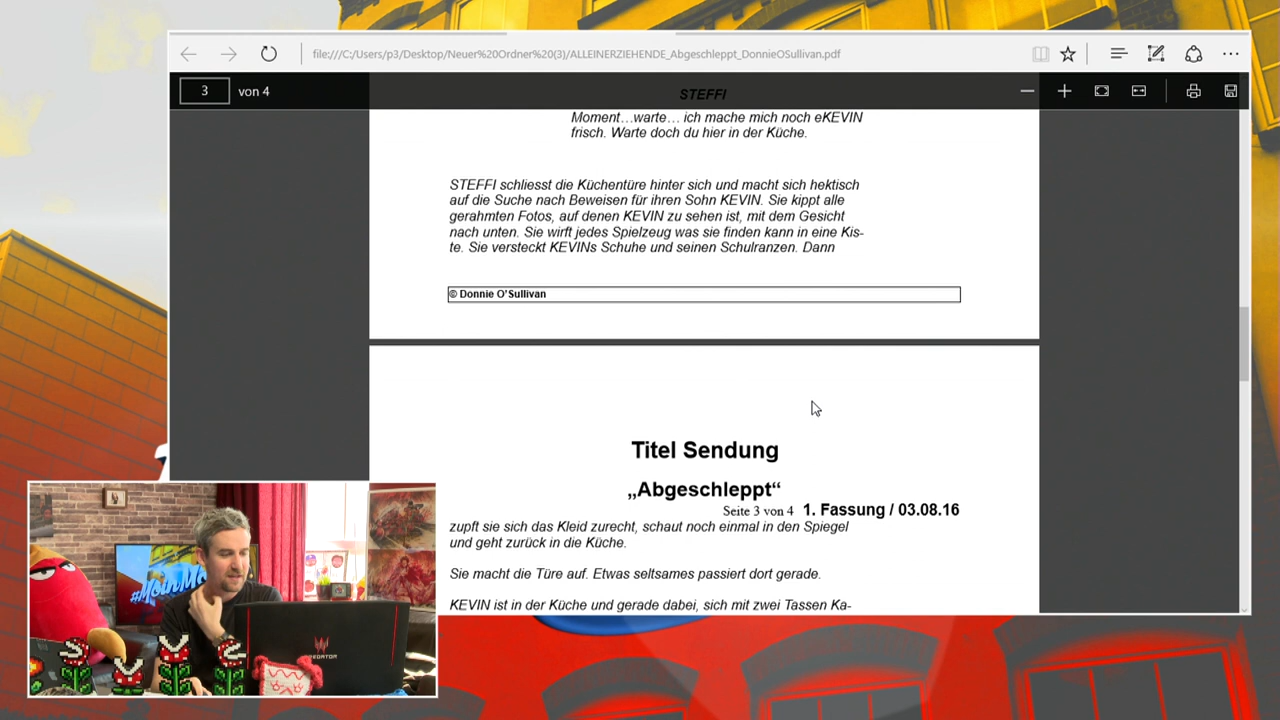 file:///C:/Users/p3/Desktop/Neuer%20Ordner%20(3)/ALLEINERZIEHENDE_Abgeschleppt_DonnieOSullivan.pdf
3 von 4
STEFFI
Moment…warte… ich mache mich noch eKEVIN
frisch. Warte doch du hier in der Küche.
STEFFI schliesst die Küchentüre hinter sich und macht sich hektisch
auf die Suche nach Beweisen für ihren Sohn KEVIN. Sie kippt alle
gerahmten Fotos, auf denen KEVIN zu sehen ist, mit dem Gesicht
nach unten. Sie wirft jedes Spielzeug was sie finden kann in eine Kis-
te. Sie versteckt KEVINs Schuhe und seinen Schulranzen. Dann
© Donnie O'Sullivan
Titel Sendung
„Abgeschleppt“
Seite 3 von 4 1. Fassung / 03.08.16
zupft sie sich das Kleid zurecht, schaut noch einmal in den Spiegel
und geht zurück in die Küche.
Sie macht die Türe auf. Etwas seltsames passiert dort gerade.
KEVIN ist in der Küche und gerade dabei, sich mit zwei Tassen Ka-
#MoinMo
PREDATOR